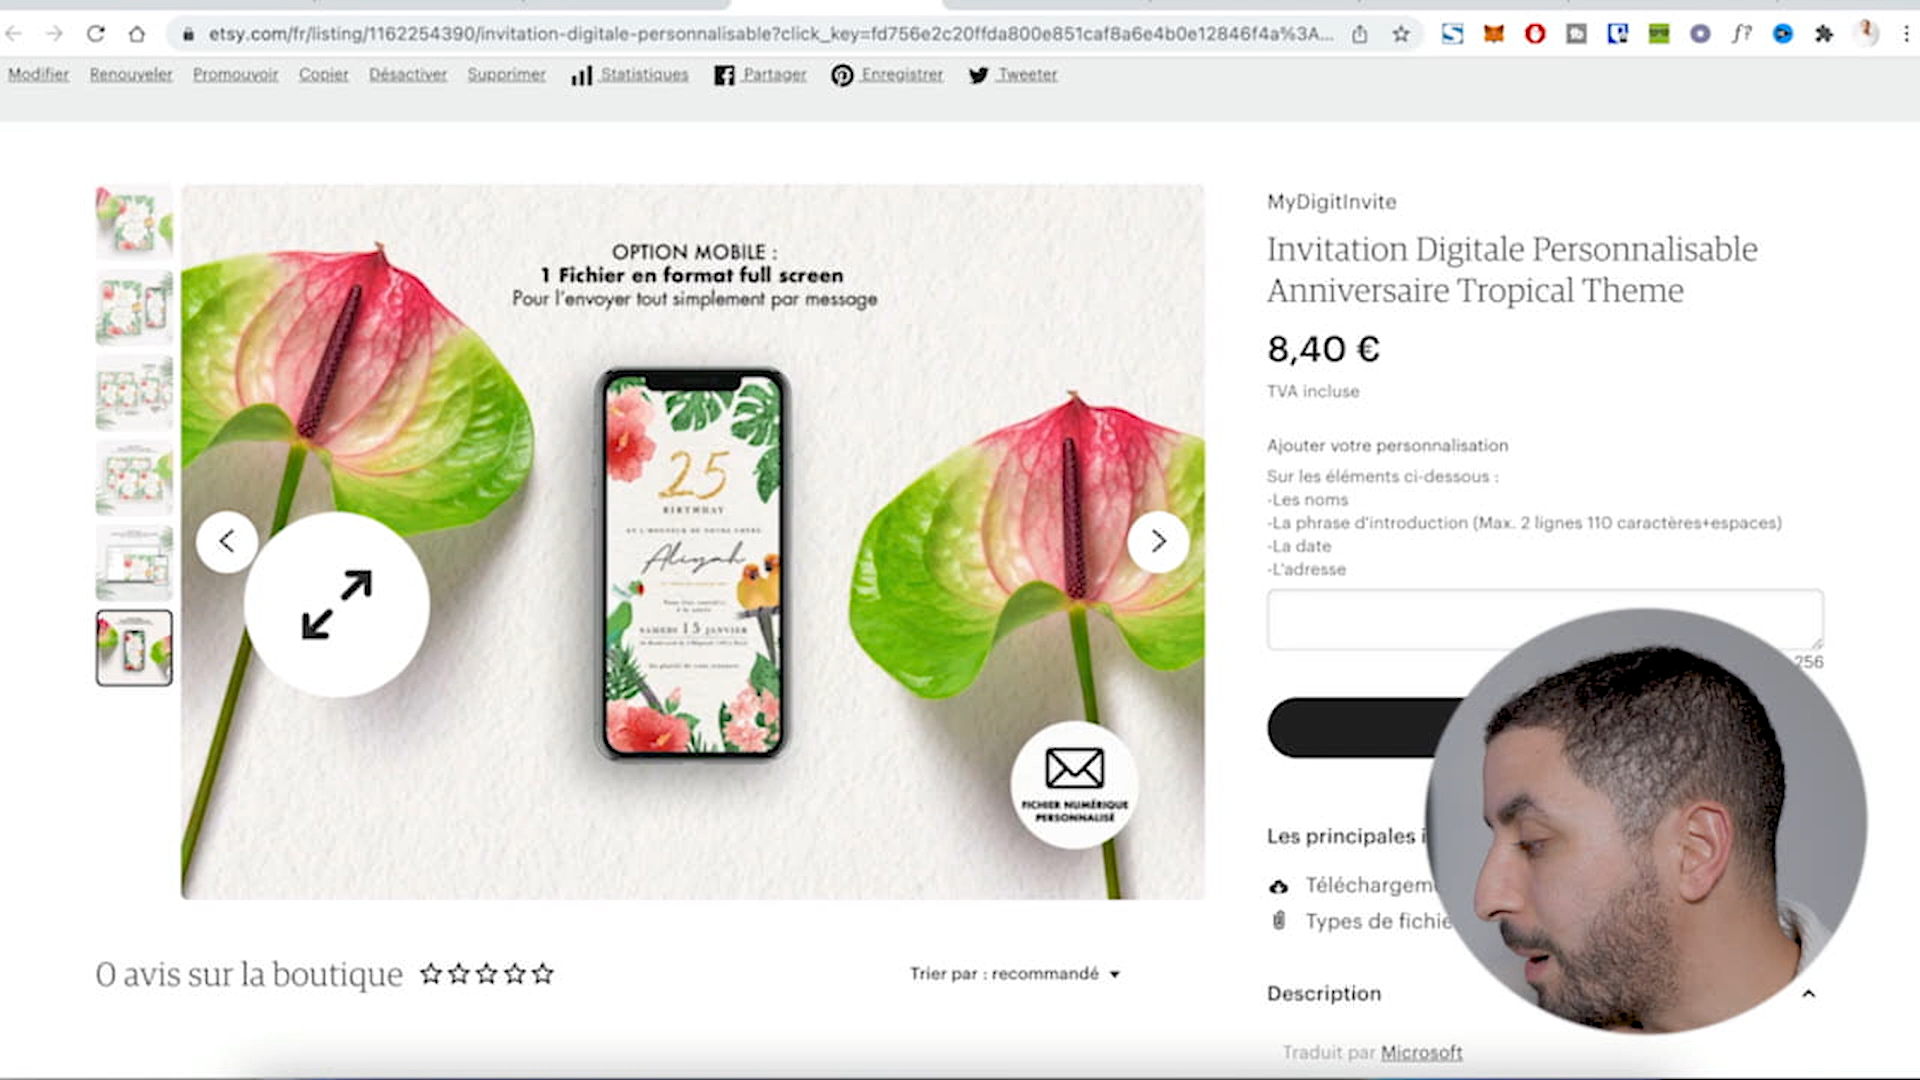 etsy.com/fr/listing/1162254390/invitation-digitale-personnalisable?click_key=fd756e2c20ffda800e851caf8a6e4b0e12846f4a%3A...
Modifier Renouveler Promouvoir Copier Désactiver Supprimer Statistiques Partager Enregistrer Tweeter
OPTION MOBILE :
1 Fichier en format full screen
Pour l'envoyer tout simplement par message
25
BIRTHDAY
Aliyah
SAMEDI 15 JANVIER
FICHIER NUMÉRIQUE
PERSONNALISÉ
MyDigitInvite
Invitation Digitale Personnalisable
Anniversaire Tropical Theme
8,40 €
TVA incluse
Ajouter votre personnalisation
Sur les éléments ci-dessous :
-Les noms
-La phrase d'introduction (Max. 2 lignes 110 caractères+espaces)
-La date
-L'adresse
256
Les principales
Téléchargem
Types de fichie
Description
Traduit par Microsoft
0 avis sur la boutique
Trier par : recommandé